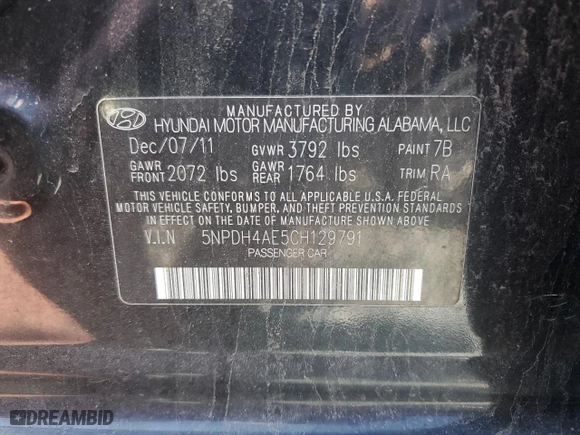 MANUFACTURED BY
HYUNDAI MOTOR MANUFACTURING ALABAMA, LLC
Dec/07/11 GVWR 3792 lbs PAINT 7B
GAWR FRONT 2072 lbs GAWR REAR 1764 lbs TRIM RA
THIS VEHICLE CONFORMS TO ALL APPLICABLE U.S.A. FEDERAL
MOTOR VEHICLE SAFETY, BUMPER, AND THEFT PREVENTION STANDARDS
IN EFFECT ON THE DATE OF MANUFACTURE SHOWN ABOVE
V.I.N 5NPDH4AE5CH129791
PASSENGER CAR
DREAMBID